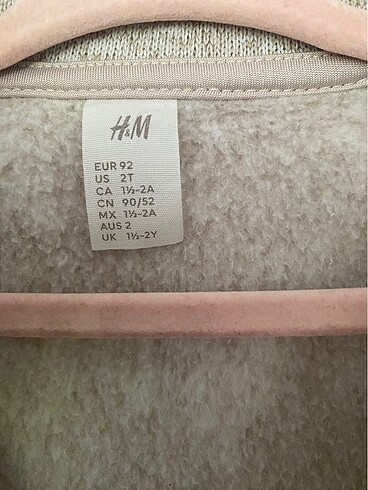 H&M
EUR 92
US 2T
CA 1½-2A
CN 90/52
MX 1½-2A
AUS 2
UK 1½-2Y